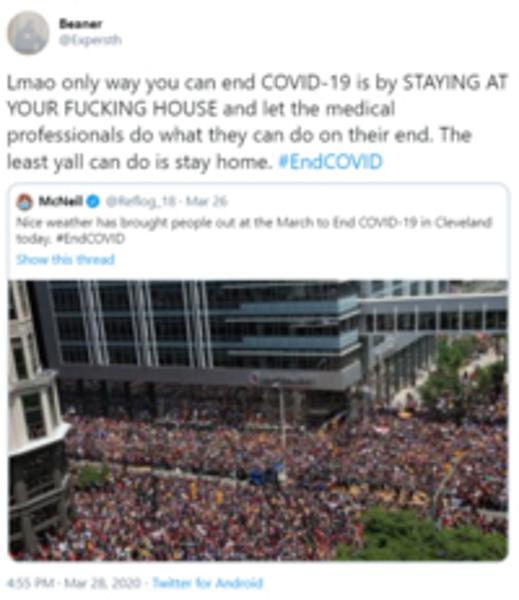 Beaner
@Expersth
Lmao only way you can end COVID-19 is by STAYING AT
YOUR FUCKING HOUSE and let the medical
professionals do what they can do on their end. The
least yall can do is stay home. #EndCOVID
McNeil @Reflog_18 · Mar 26
Nice weather has brought people out at the March to End COVID-19 in Cleveland
today. #EndCOVID
Show this thread
4:55 PM · Mar 28, 2020 · Twitter for Android